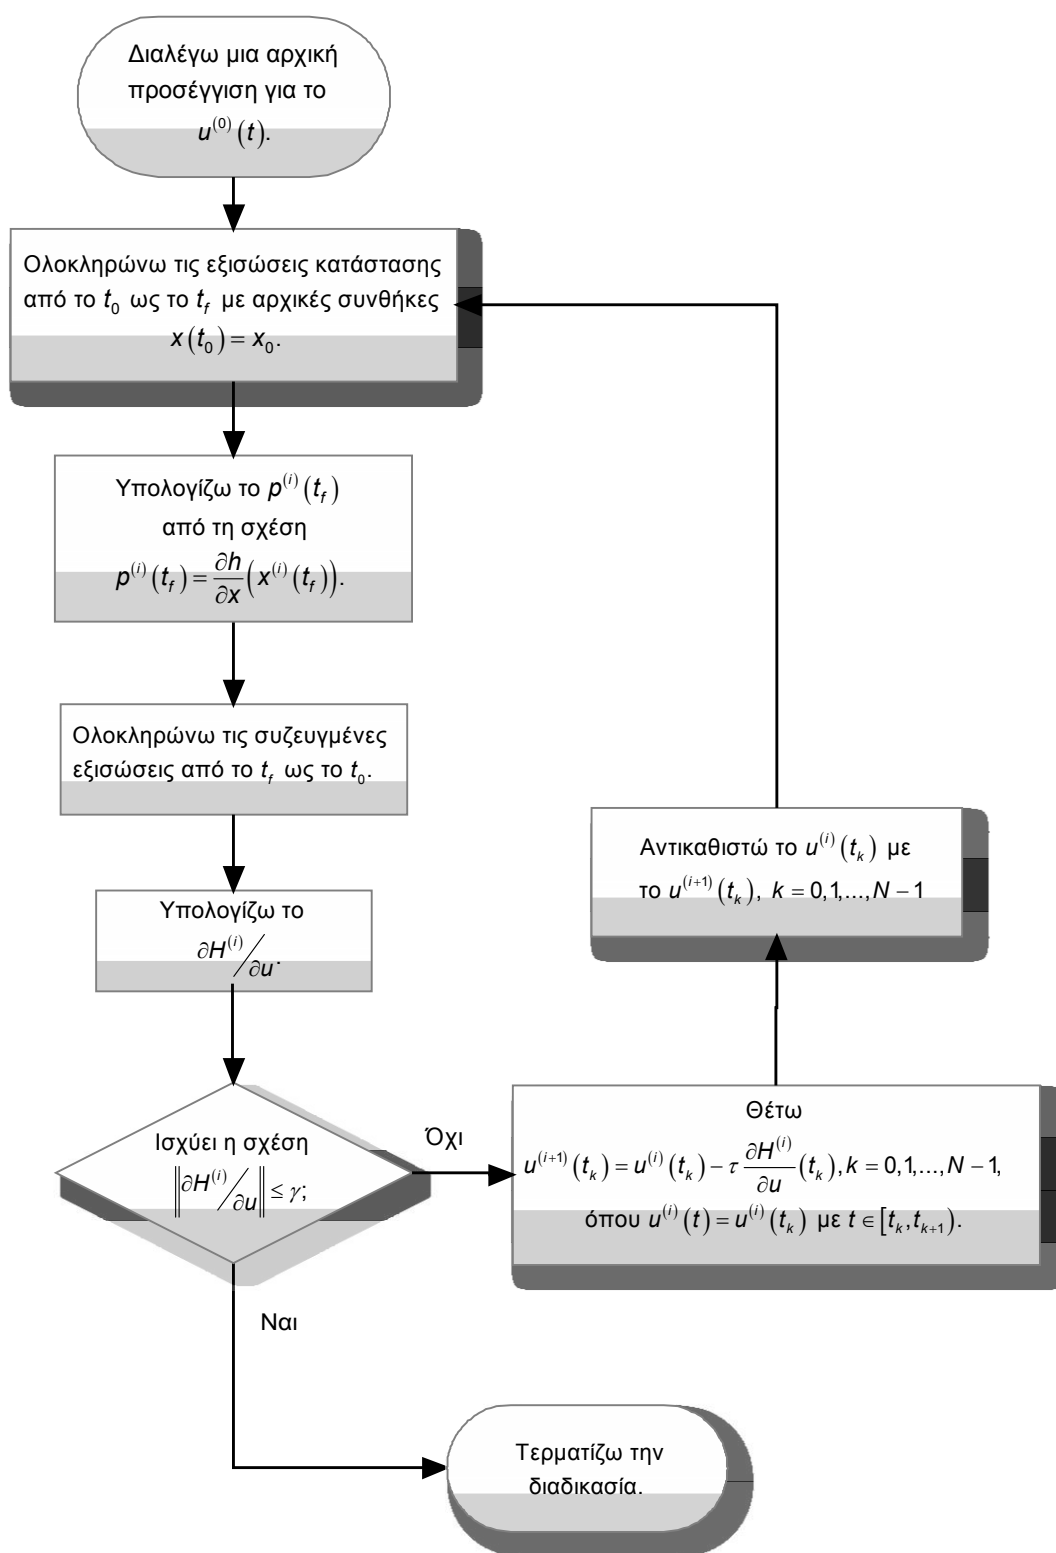 Διαλέγω μια αρχική
προσέγγιση για το
u^(0)(t).
Ολοκληρώνω τις εξισώσεις κατάστασης
από το t_0 ως το t_f με αρχικές συνθήκες
x(t_0) = x_0.
Υπολογίζω το p^(i)(t_f)
από τη σχέση
p^(i)(t_f) = ∂h/∂x (x^(i)(t_f)).
Ολοκληρώνω τις συζευγμένες
εξισώσεις από το t_f ως το t_0.
Υπολογίζω το
∂H^(i)/∂u.
Ισχύει η σχέση
‖∂H^(i)/∂u‖ ≤ γ;
Όχι
Ναι
Θέτω
u^(i+1)(t_k) = u^(i)(t_k) − τ ∂H^(i)/∂u (t_k), k = 0,1,...,N − 1,
όπου u^(i)(t) = u^(i)(t_k) με t ∈ [t_k, t_{k+1}).
Αντικαθιστώ το u^(i)(t_k) με
το u^(i+1)(t_k), k = 0,1,...,N − 1
Τερματίζω την
διαδικασία.